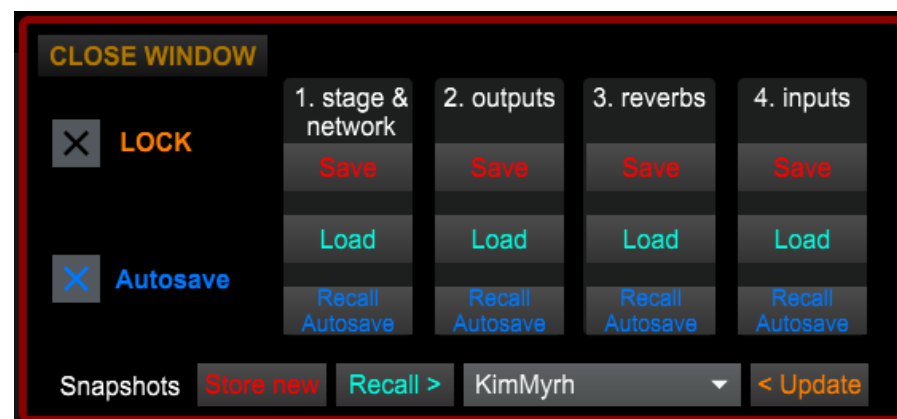 CLOSE WINDOW
1. stage &
network
2. outputs
3. reverbs
4. inputs
LOCK
Save
Save
Save
Save
Load
Load
Load
Load
Autosave
Recall
Autosave
Recall
Autosave
Recall
Autosave
Recall
Autosave
Snapshots
Store new
Recall >
KimMyrh
< Update